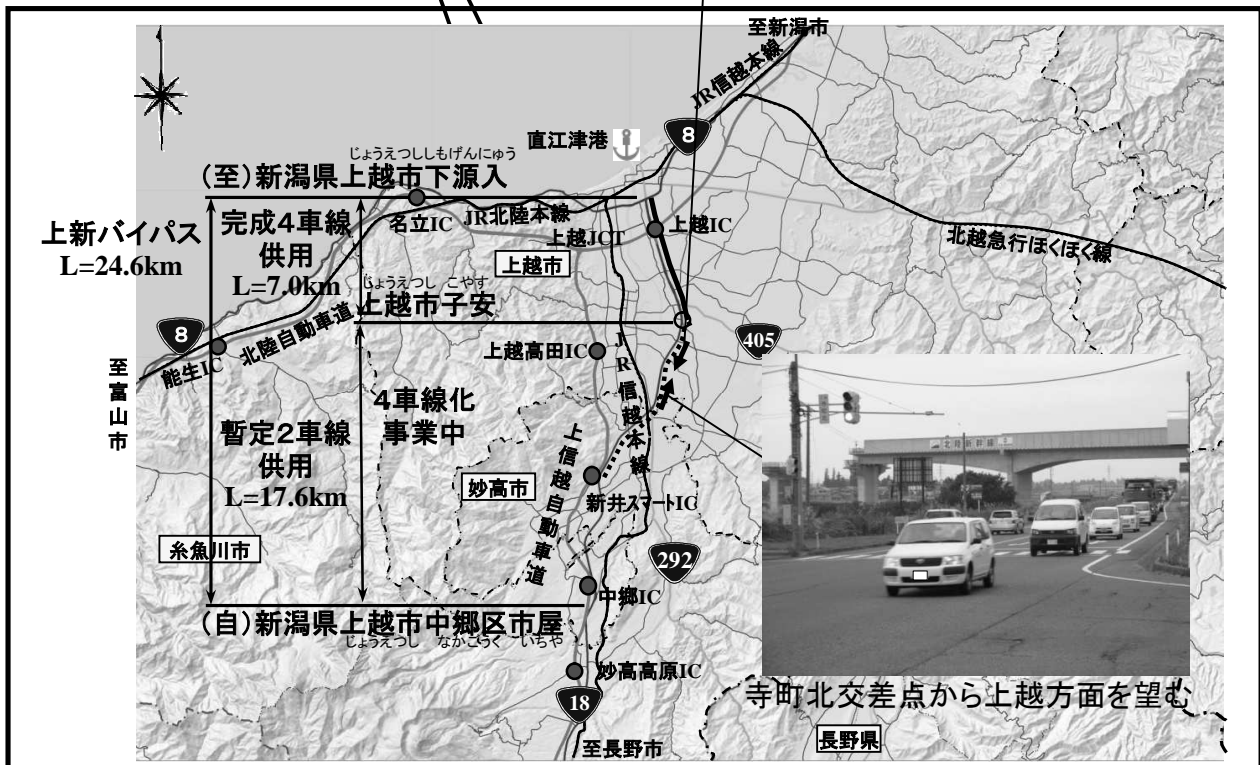 至新潟市
JR信越本線
8
直江津港
じょうえつししもげんにゅう
(至)新潟県上越市下源入
名立IC
JR北陸本線
上越JCT
上越IC
北越急行ほくほく線
上新バイパス
L=24.6km
完成4車線
供用
L=7.0km
上越市
じょうえつし こやす
上越市子安
8
北陸自動車道
能生IC
至富山市
上越高田IC
JR信越本線
405
4車線化
事業中
暫定2車線
供用
L=17.6km
上信越自動車道
妙高市
新井スマートIC
糸魚川市
292
中郷IC
(自)新潟県上越市中郷区市屋
じょうえつし なかごうく いちや
妙高高原IC
18
至長野市
北陸新幹線
寺町北交差点から上越方面を望む
長野県